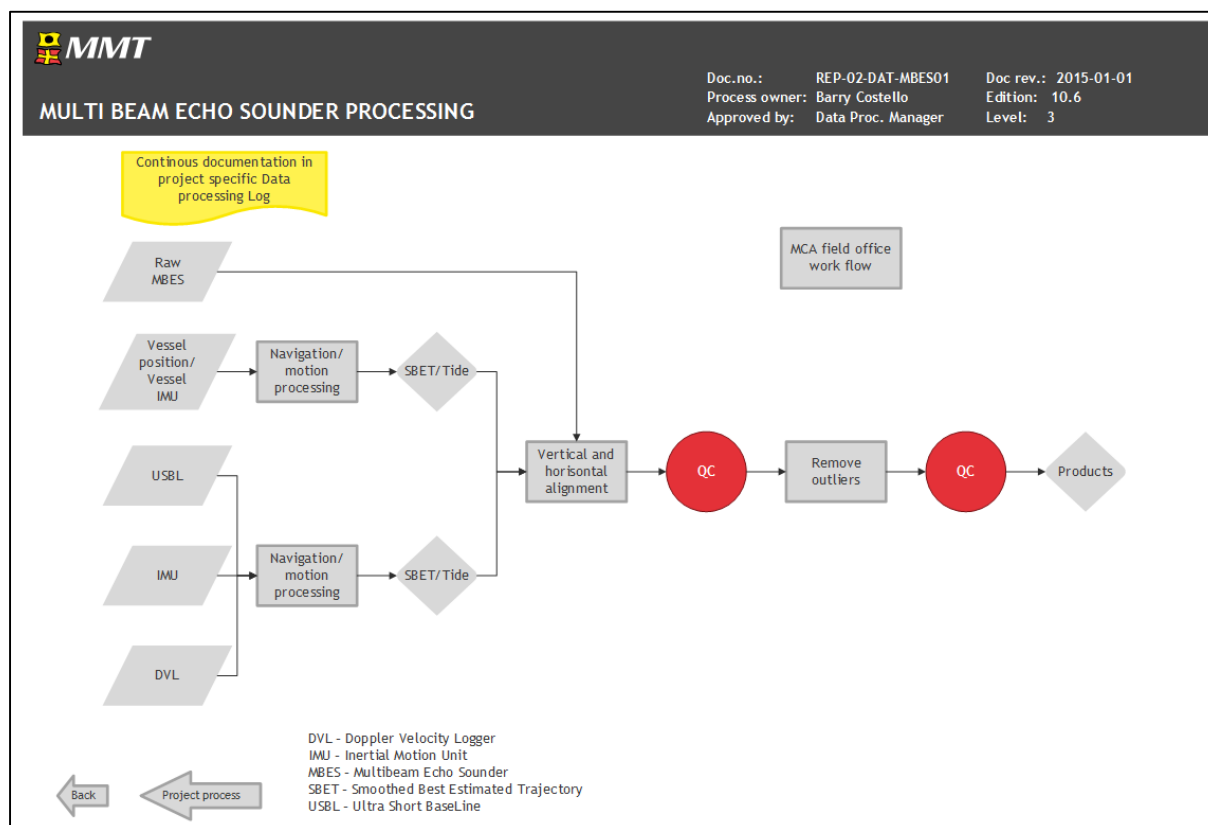 MMT
MULTI BEAM ECHO SOUNDER PROCESSING
Doc.no.: REP-02-DAT-MBES01
Process owner: Barry Costello
Approved by: Data Proc. Manager
Doc rev.: 2015-01-01
Edition: 10.6
Level: 3
Continous documentation in
project specific Data
processing Log
MCA field office
work flow
Raw
MBES
Vessel
position/
Vessel
IMU
Navigation/
motion
processing
SBET/Tide
USBL
Vertical and
horisontal
alignment
QC
Remove
outliers
QC
Products
IMU
Navigation/
motion
processing
SBET/Tide
DVL
DVL - Doppler Velocity Logger
IMU - Inertial Motion Unit
MBES - Multibeam Echo Sounder
SBET - Smoothed Best Estimated Trajectory
USBL - Ultra Short BaseLine
Back
Project process